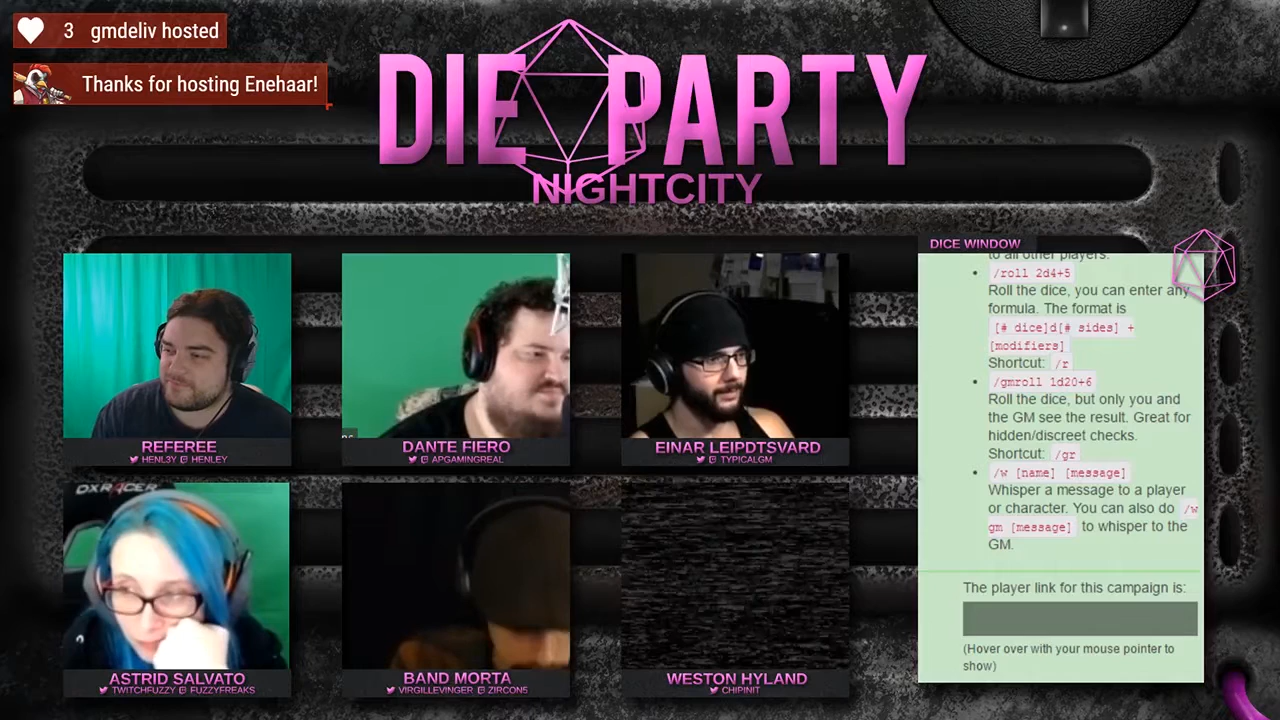 3 gmdeliv hosted
Thanks for hosting Enehaar!
DIE PARTY
NIGHTCITY
REFEREE
HENL3Y HENLEY
DANTE FIERO
APGAMINGREAL
EINAR LEIPDTSVARD
TYPICALGM
DXRACER
ASTRID SALVATO
TWITCHFUZZY FUZZYFREAKS
BAND MORTA
VIRGILLEVINGER ZIRCON5
WESTON HYLAND
CHIPINIT
DICE WINDOW
to all other players.
/roll 2d4+5
Roll the dice, you can enter any
formula. The format is
[# dice]d[# sides] +
[modifiers]
Shortcut: /r
/gmroll 1d20+6
Roll the dice, but only you and
the GM see the result. Great for
hidden/discreet checks.
Shortcut: /gr
/w [name] [message]
Whisper a message to a player
or character. You can also do /w
gm [message] to whisper to the
GM.
The player link for this campaign is:
(Hover over with your mouse pointer to
show)